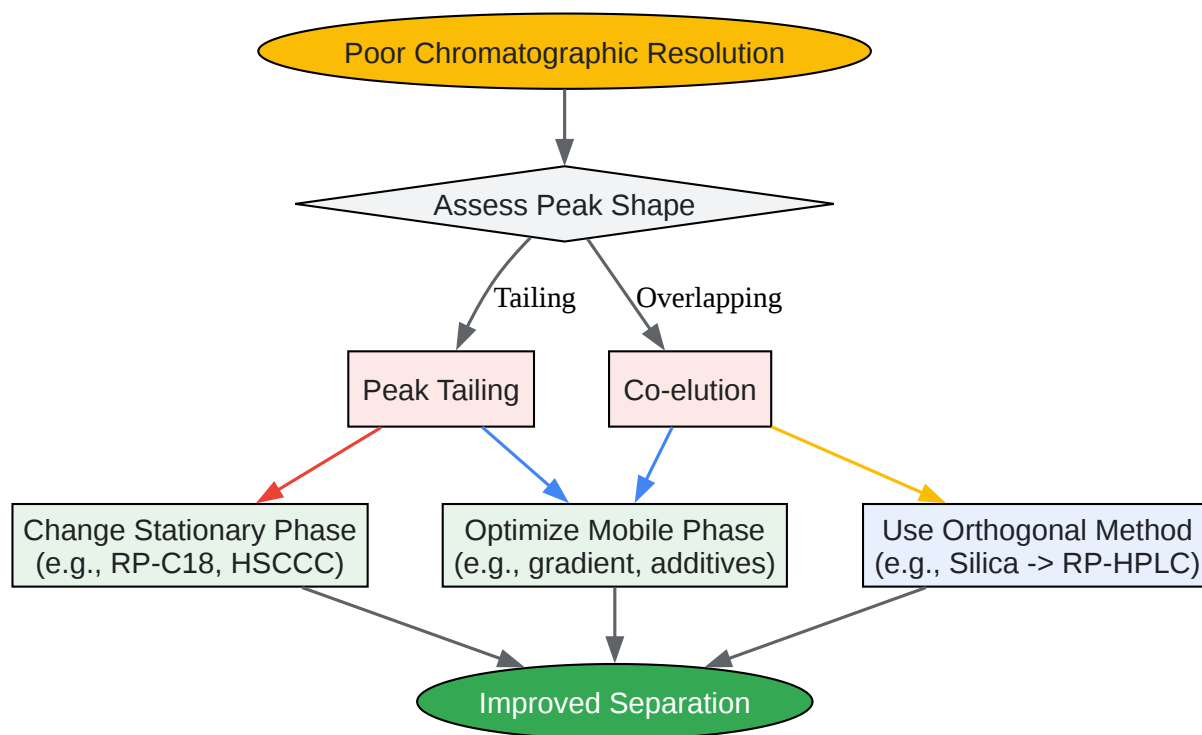 Poor Chromatographic Resolution
Assess Peak Shape
Tailing
Overlapping
Peak Tailing
Co-elution
Change Stationary Phase
(e.g., RP-C18, HSCCC)
Optimize Mobile Phase
(e.g., gradient, additives)
Use Orthogonal Method
(e.g., Silica -> RP-HPLC)
Improved Separation